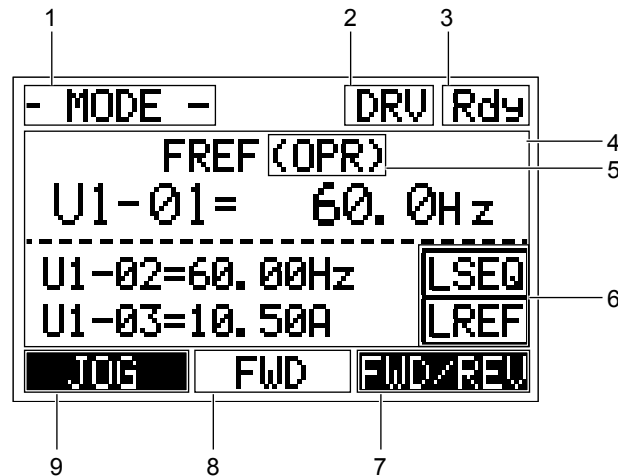 1 2 3
- MODE - DRV Rdy
4
FREF (OPR)
5
U1-01= 60.0Hz
U1-02=60.00Hz LSEQ
6
U1-03=10.50A LREF
JOG FWD FWD/REV
9 8 7